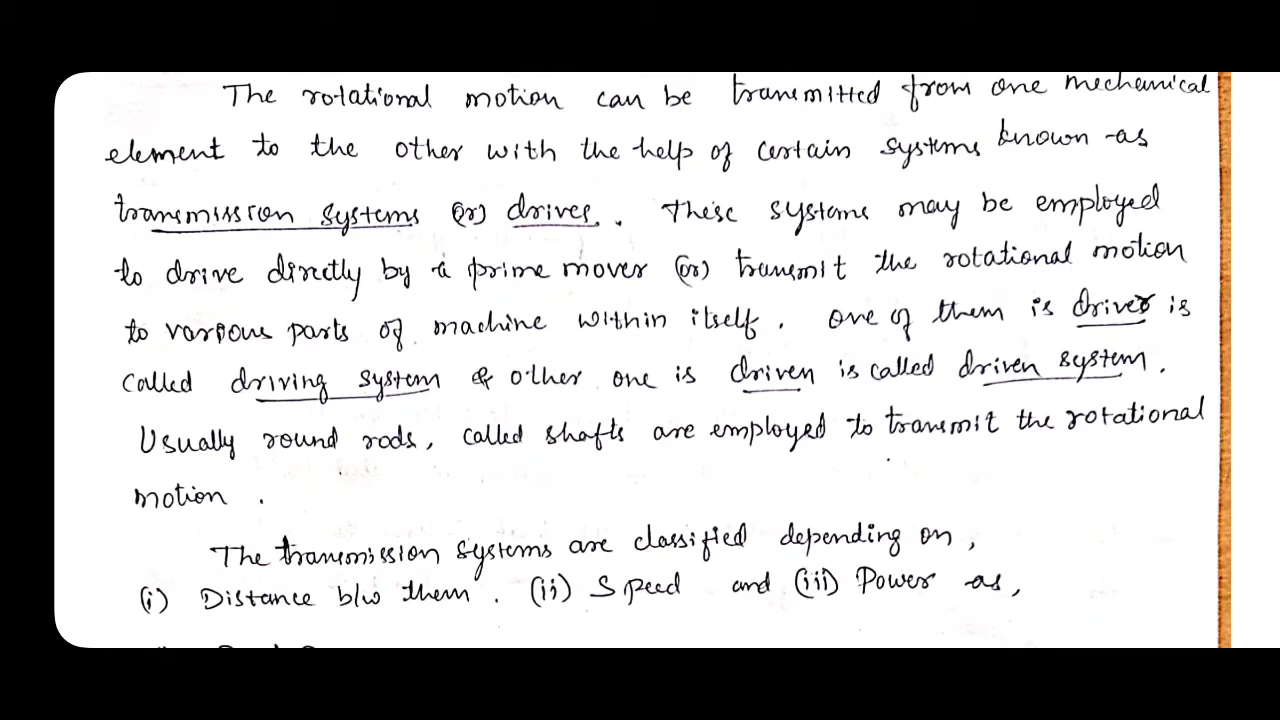 The rotational motion can be transmitted from one mechanical
element to the other with the help of certain systems known as
transmission systems (or) drives. These systems may be employed
to drive directly by a prime mover (or) transmit the rotational motion
to various parts of machine within itself. One of them is driver is
called driving system & other one is driven is called driven system.
Usually round rods, called shafts are employed to transmit the rotational
motion.
The transmission systems are classified depending on,
(i) Distance b/w them. (ii) Speed and (iii) Power as,